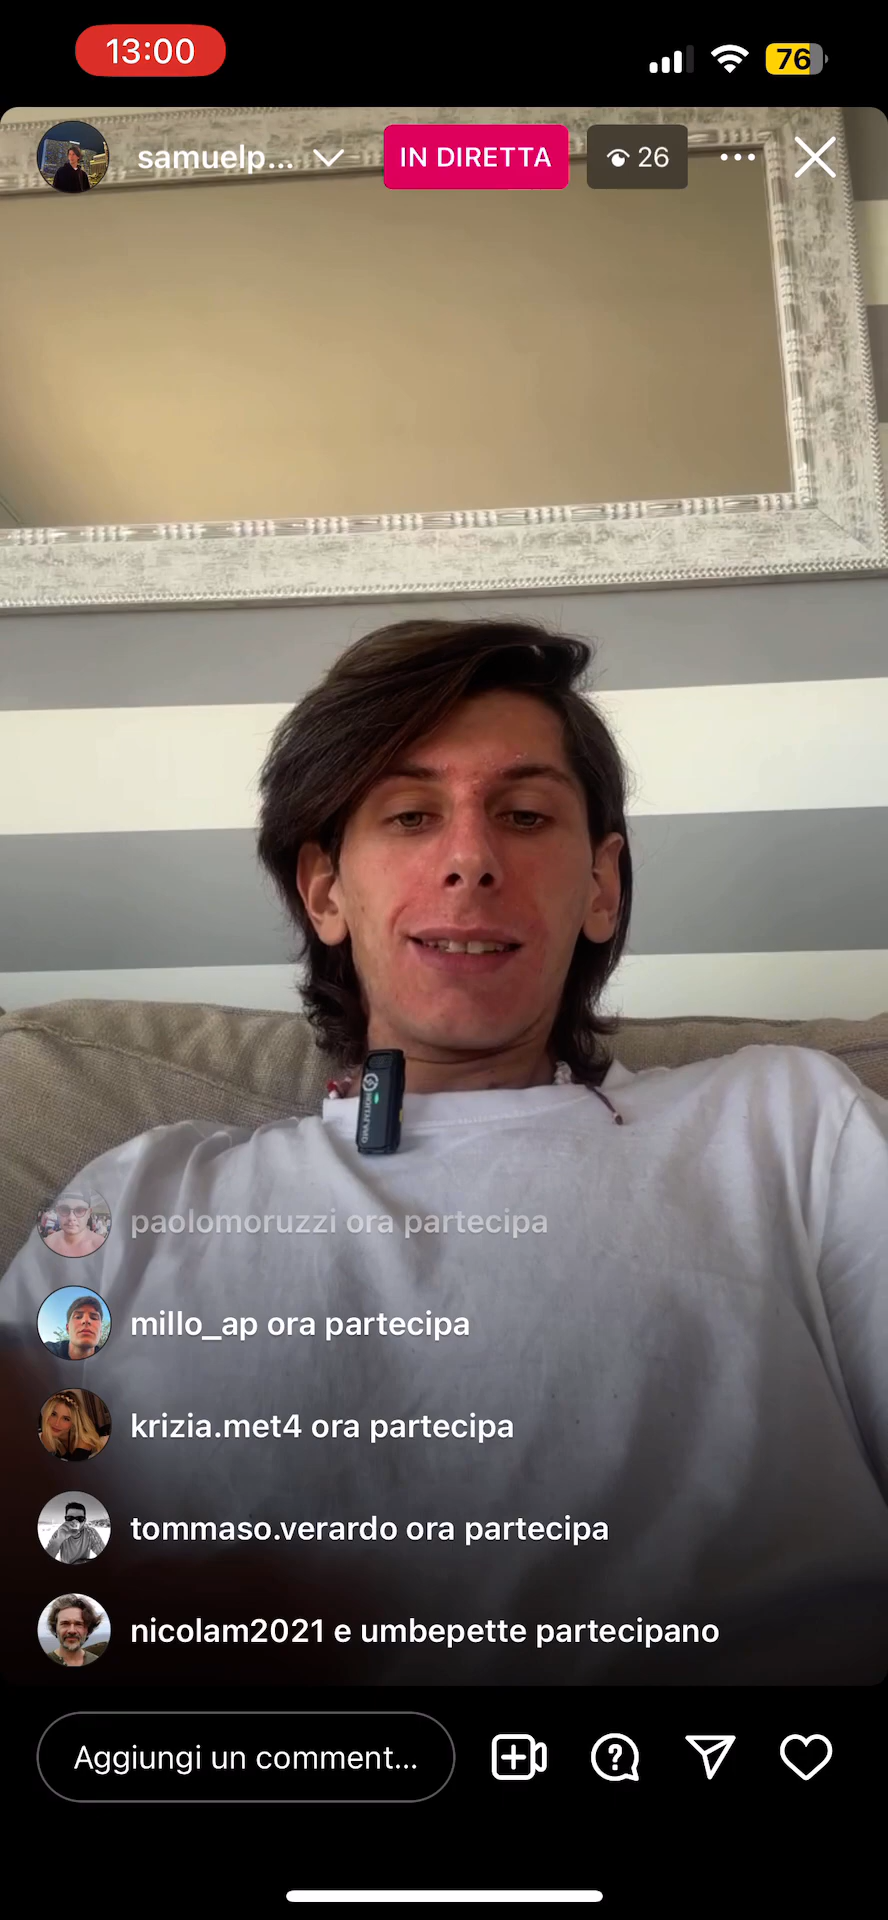 13:00
76
samuelp...
IN DIRETTA
26
paolomoruzzi ora partecipa
millo_ap ora partecipa
krizia.met4 ora partecipa
tommaso.verardo ora partecipa
nicolam2021 e umbepette partecipano
Aggiungi un comment...